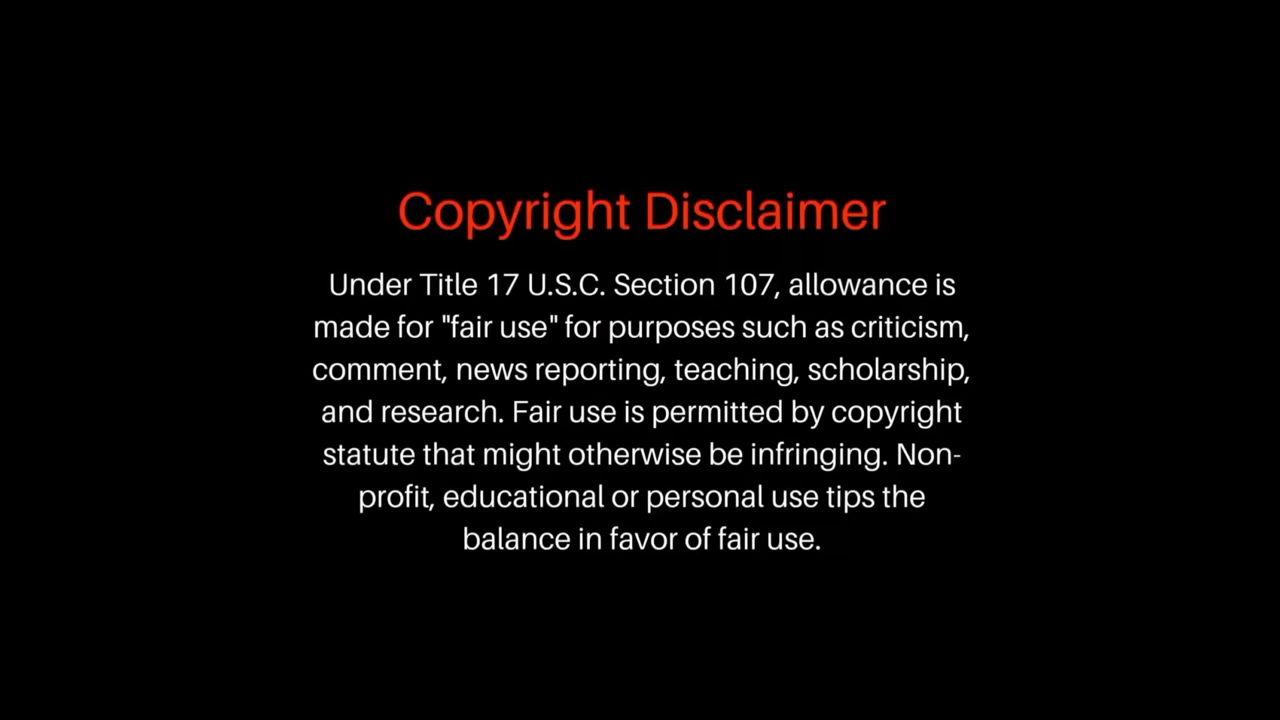 Copyright Disclaimer
Under Title 17 U.S.C. Section 107, allowance is
made for "fair use" for purposes such as criticism,
comment, news reporting, teaching, scholarship,
and research. Fair use is permitted by copyright
statute that might otherwise be infringing. Non-
profit, educational or personal use tips the
balance in favor of fair use.